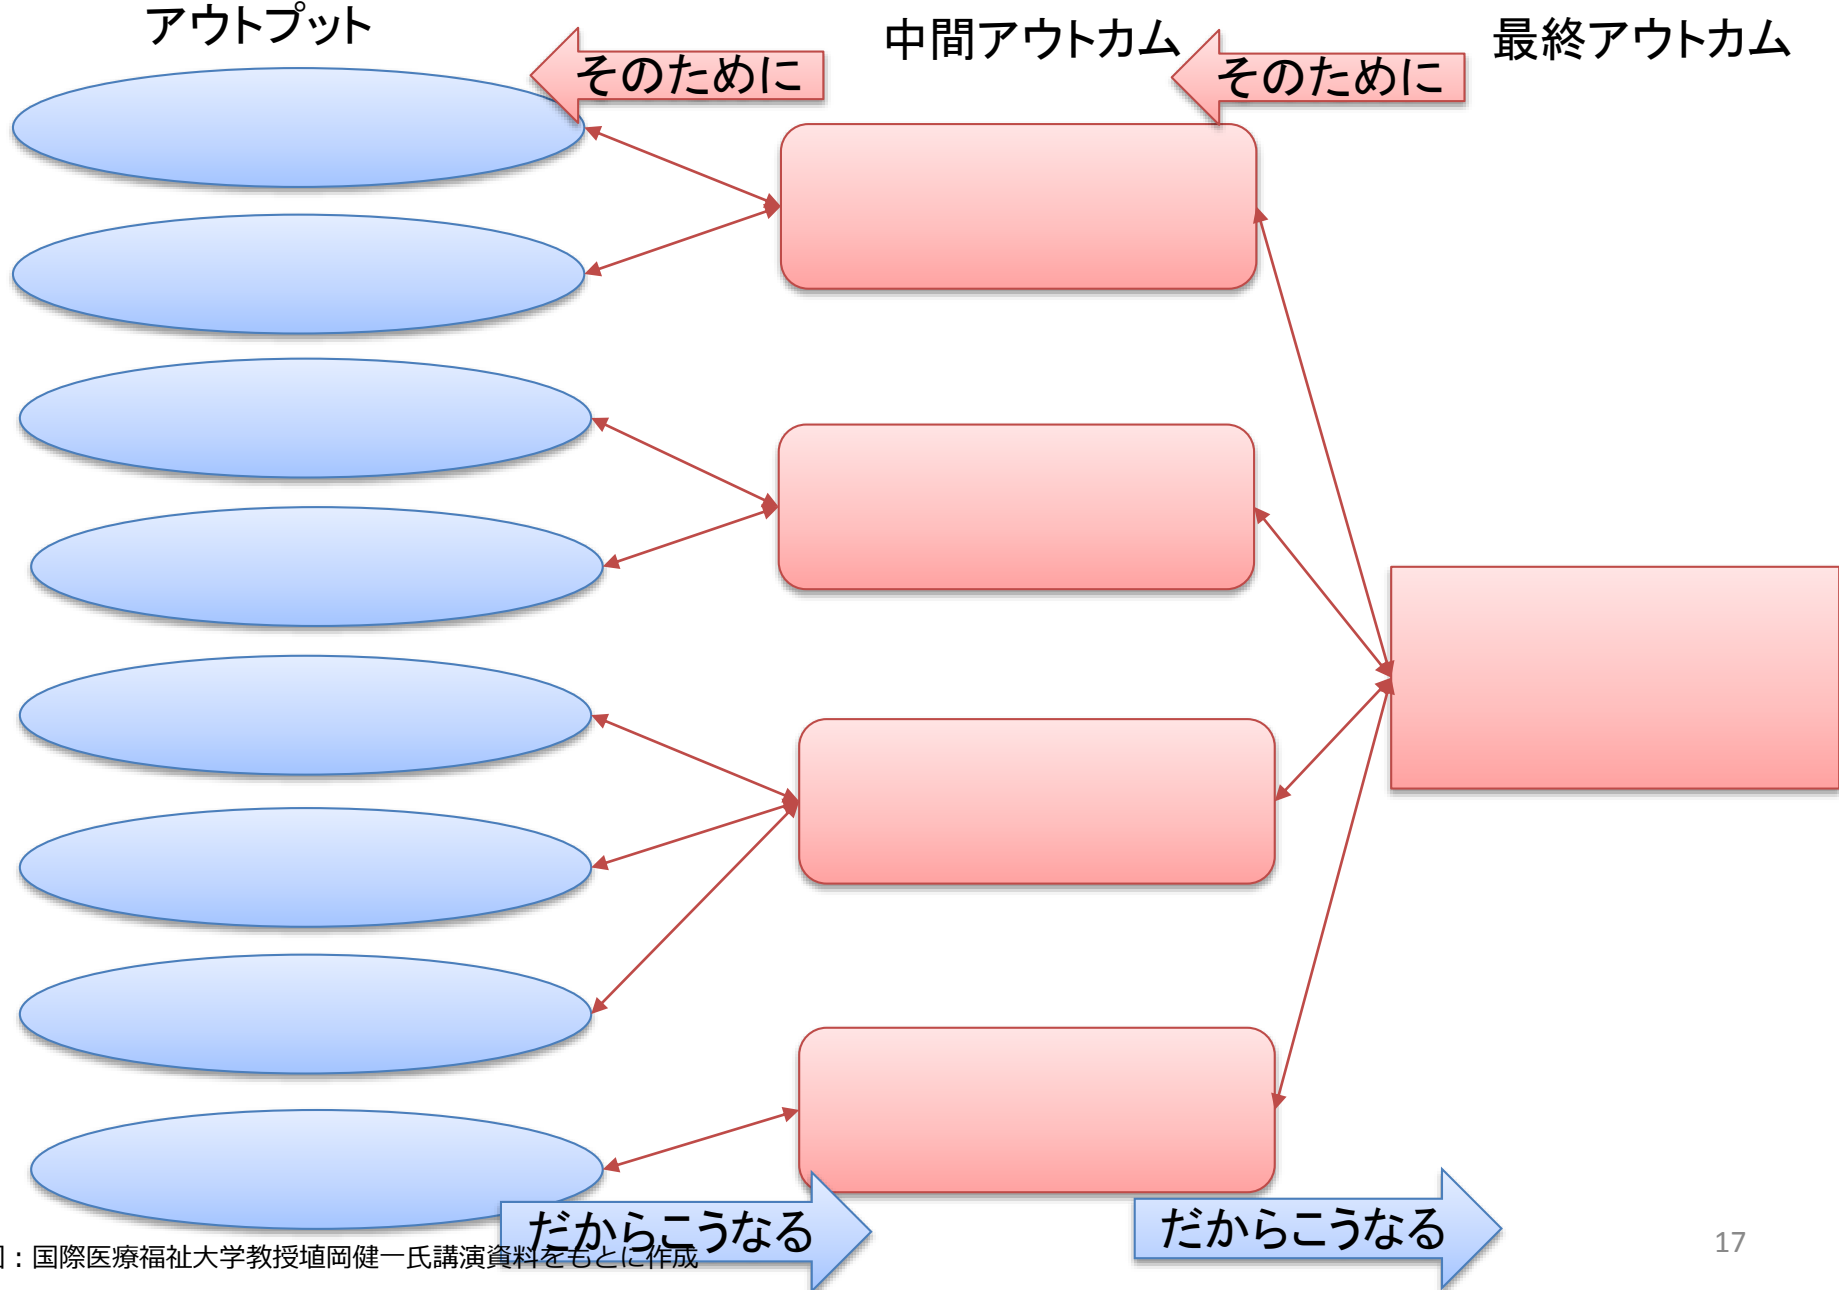 アウトプット
そのために
中間アウトカム
そのために
最終アウトカム
だからこうなる
だからこうなる
：国際医療福祉大学教授埴岡健一氏講演資料をもとに作成
17